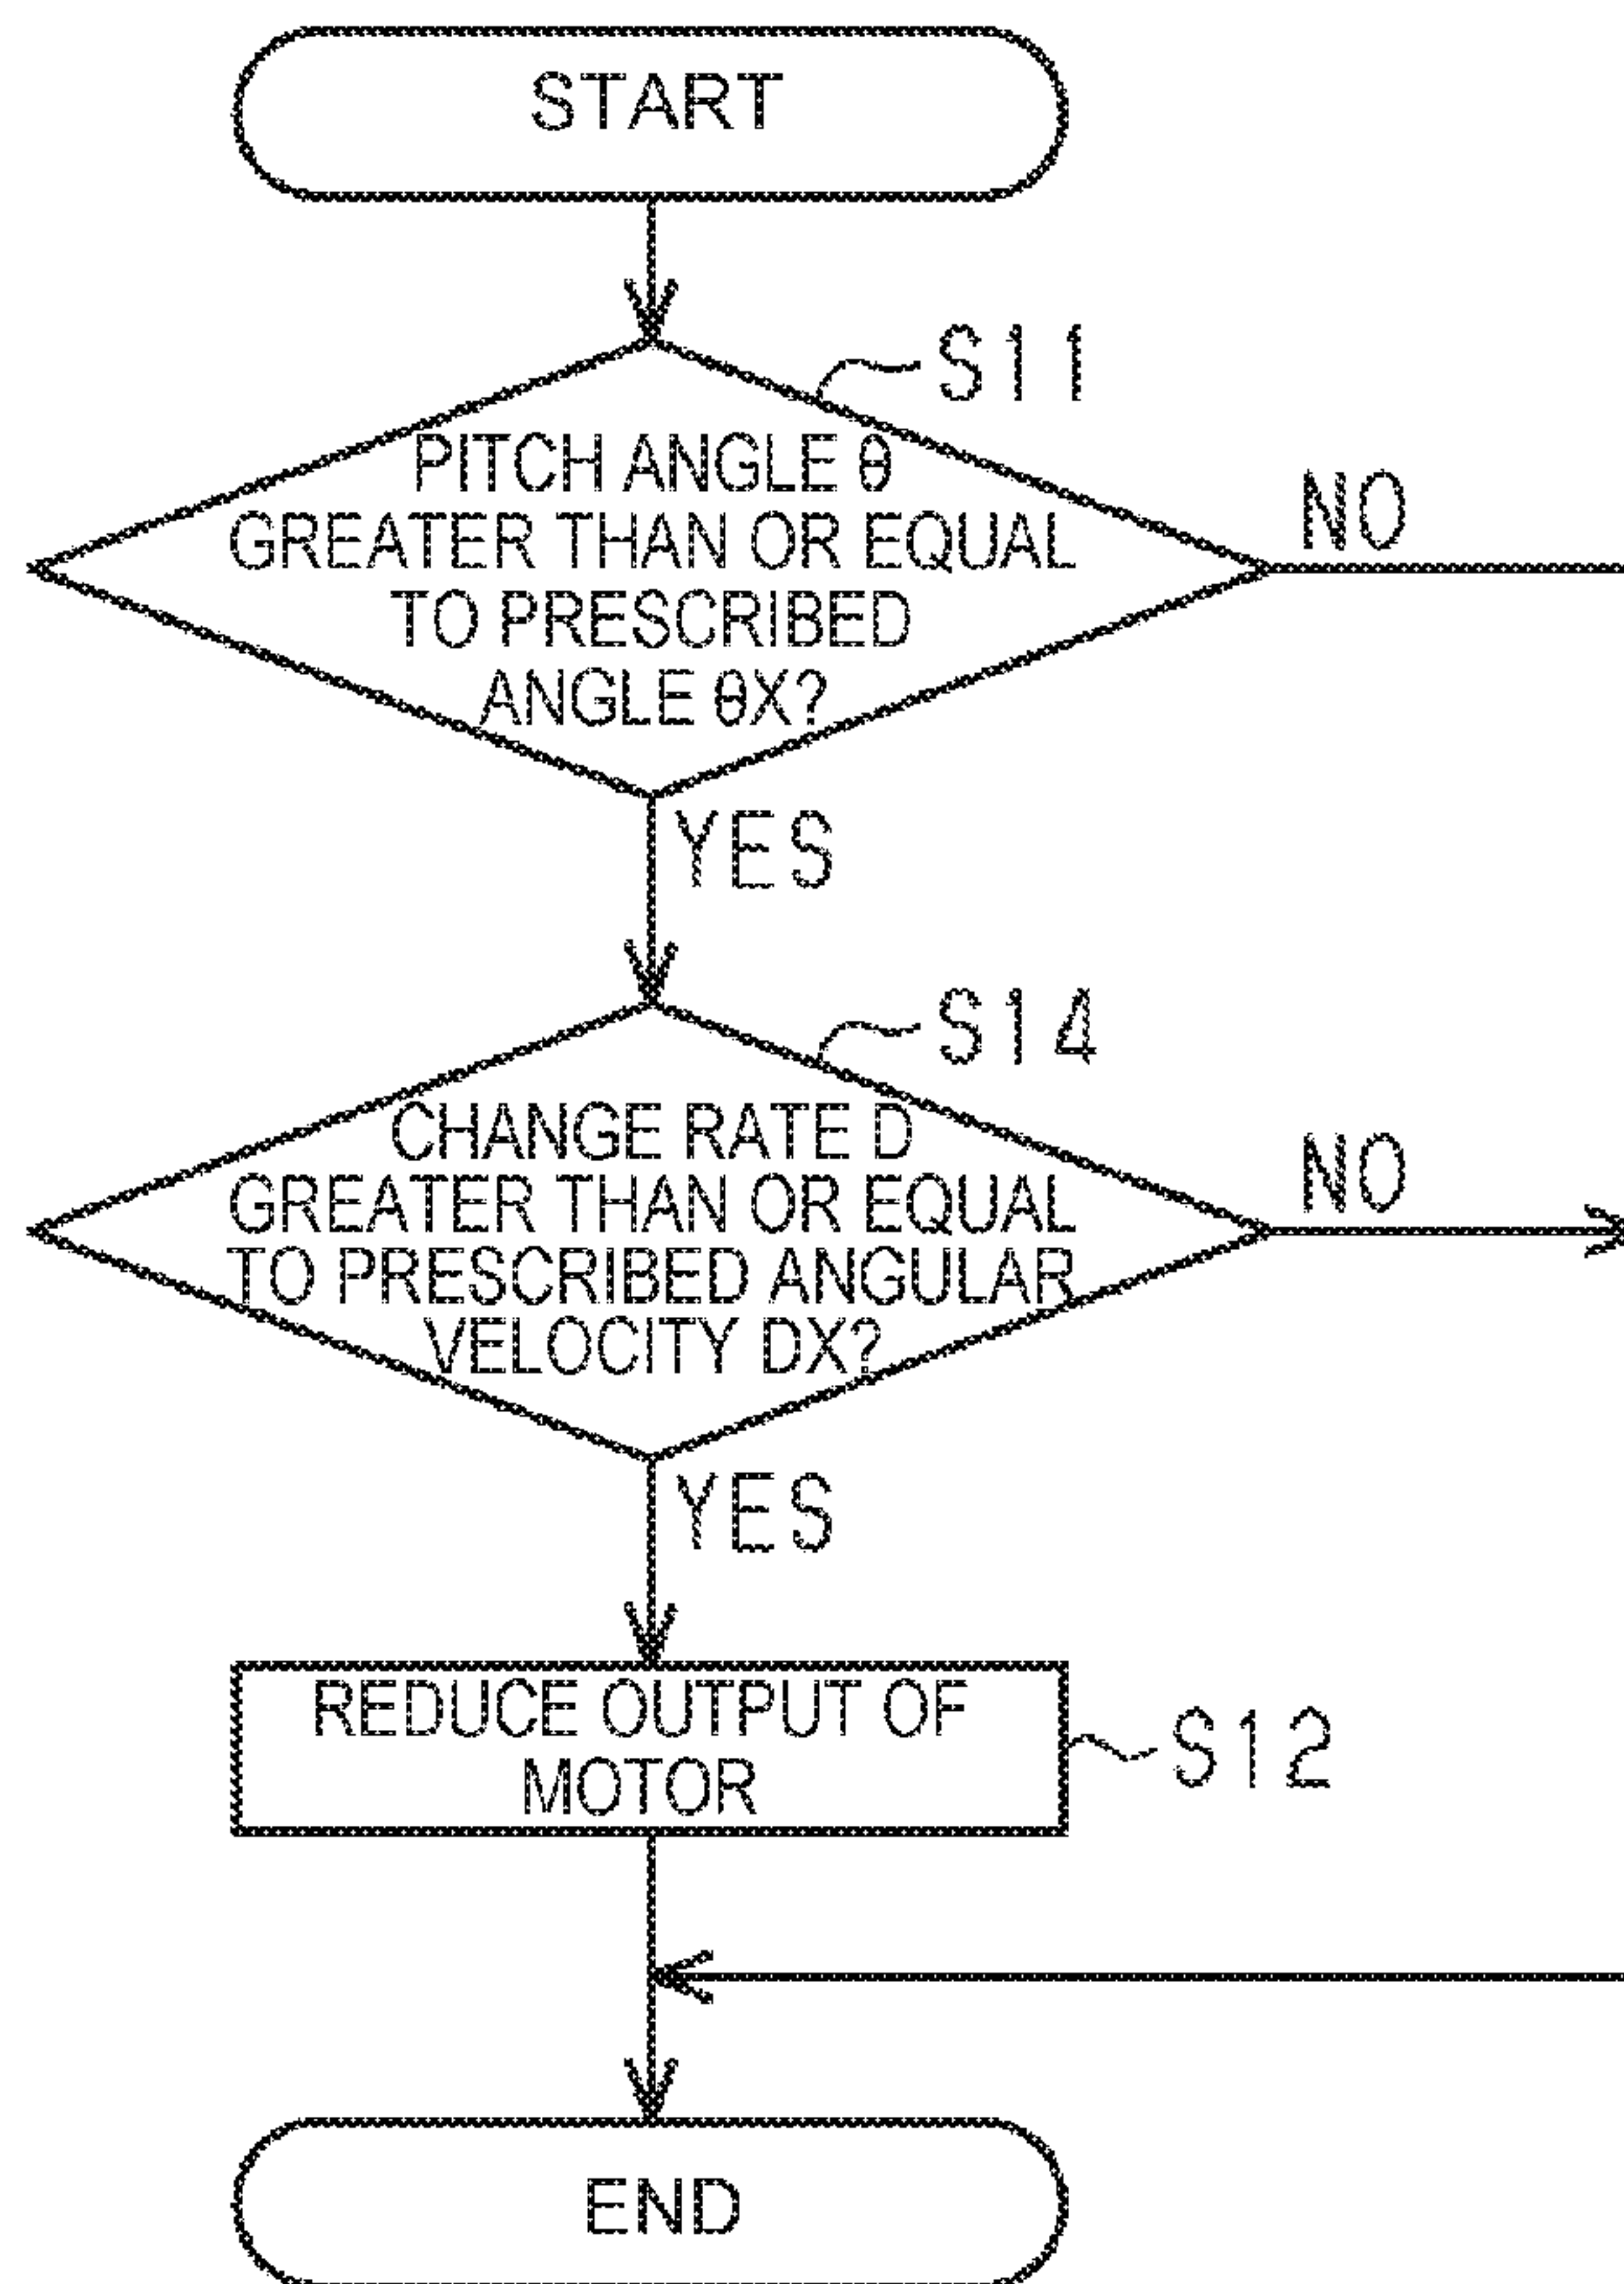 START
S11
PITCH ANGLE θ
GREATER THAN OR EQUAL
TO PRESCRIBED
ANGLE θX?
NO
YES
S14
CHANGE RATE D
GREATER THAN OR EQUAL
TO PRESCRIBED ANGULAR
VELOCITY DX?
NO
YES
REDUCE OUTPUT OF
MOTOR
S12
END